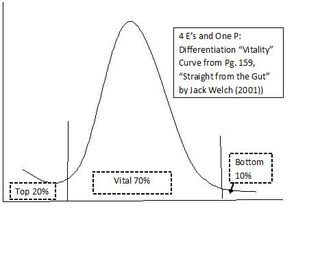 4 E's and One P:
Differentiation "Vitality"
Curve from Pg. 159,
"Straight from the Gut"
by Jack Welch (2001))
Top 20%
Vital 70%
Bottom
10%